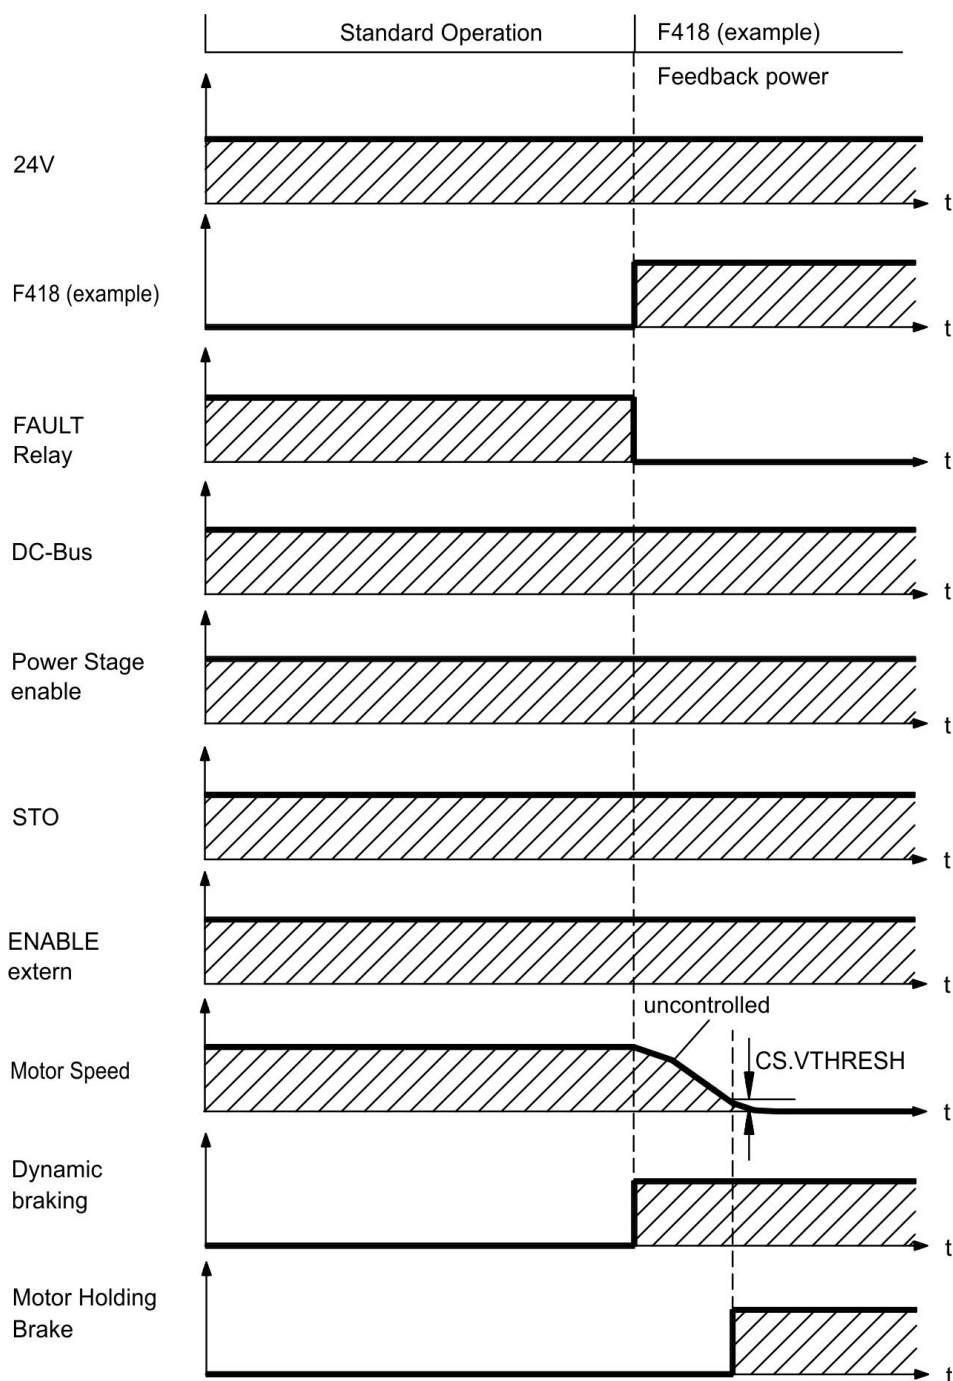 Standard Operation
F418 (example)
Feedback power
24V
t
F418 (example)
t
FAULT
Relay
t
DC-Bus
t
Power Stage
enable
t
STO
t
ENABLE
extern
t
uncontrolled
CS.VTHRESH
Motor Speed
t
Dynamic
braking
t
Motor Holding
Brake
t